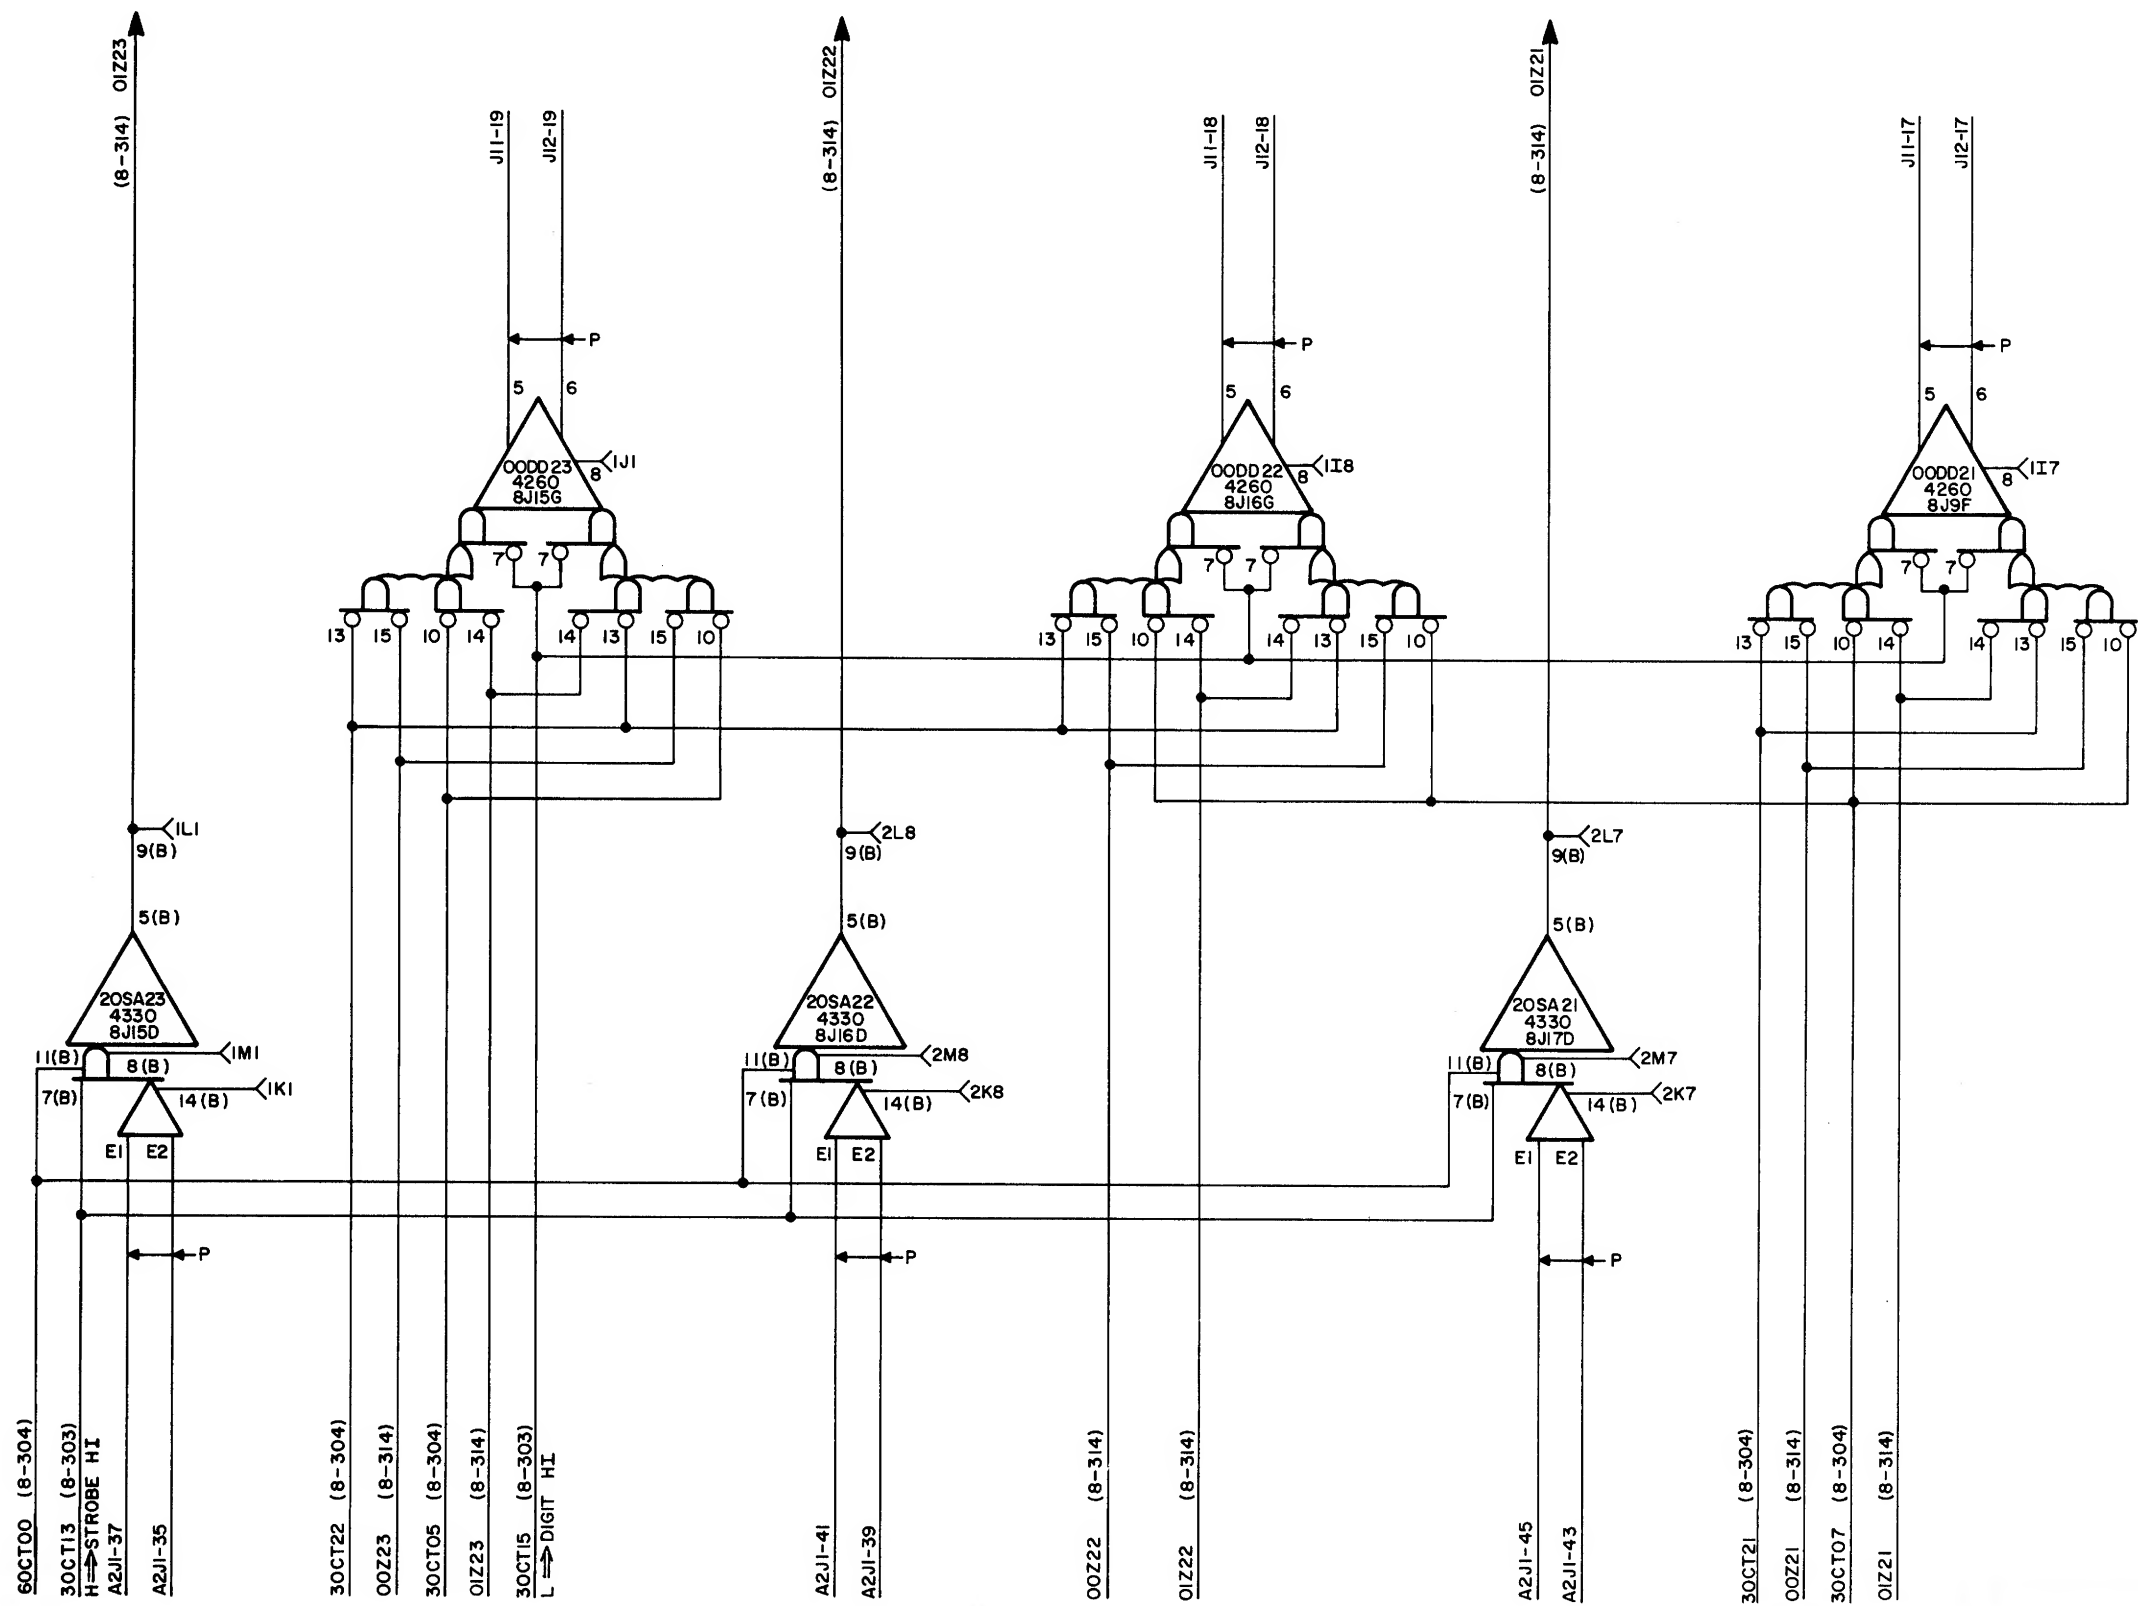 (8-314) 01Z23
(8-314) 01Z22
(8-314) 01Z21
J11-19
J12-19
J11-18
J12-18
J11-17
J12-17
P
P
P
5 6
5 6
5 6
00DD23
4260
8J15G
8
1J1
00DD22
4260
8J16G
8
1I8
00DD21
4260
8J9F
8
1I7
7 7
7 7
7 7
13 15 10 14 14 13 15 10
13 15 10 14 14 13 15 10
13 15 10 14 14 13 15 10
1L1
9(B)
2L8
9(B)
2L7
9(B)
5(B)
5(B)
5(B)
20SA23
4330
8J15D
20SA22
4330
8J16D
20SA21
4330
8J17D
11(B)
8(B)
1M1
7(B)
14(B)
1K1
E1 E2
11(B)
8(B)
2M8
7(B)
14(B)
2K8
E1 E2
11(B)
8(B)
2M7
7(B)
14(B)
2K7
E1 E2
P
P
P
60CT00 (8-304)
30CT13 (8-303)
H⟹STROBE HI
A2J1-37
A2J1-35
30CT22 (8-304)
00Z23 (8-314)
30CT05 (8-304)
01Z23 (8-314)
30CT15 (8-303)
L⟹DIGIT HI
A2J1-41
A2J1-39
00Z22 (8-314)
01Z22 (8-314)
A2J1-45
A2J1-43
30CT21 (8-304)
00Z21 (8-314)
30CT07 (8-304)
01Z21 (8-314)